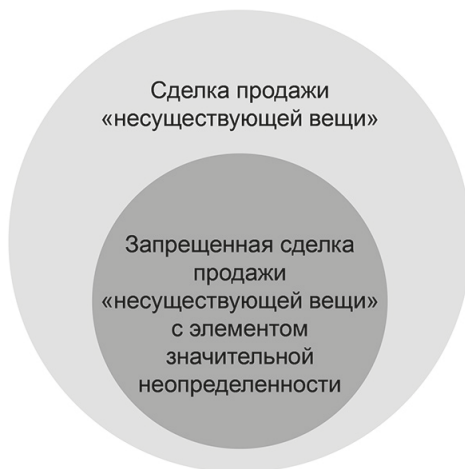 Сделка продажи
«несуществующей вещи»
Запрещенная сделка
продажи
«несуществующей вещи»
с элементом
значительной
неопределенности